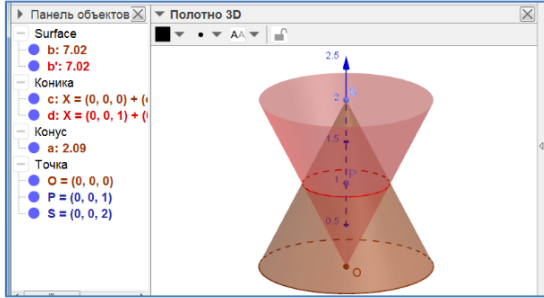 Панель объектов
Surface
b: 7.02
b': 7.02
Коника
c: X = (0, 0, 0) + (
d: X = (0, 0, 1) + (
Конус
a: 2.09
Точка
O = (0, 0, 0)
P = (0, 0, 1)
S = (0, 0, 2)
Полотно 3D
AA
2.5
2
S
1.5
1
P
0.5
O